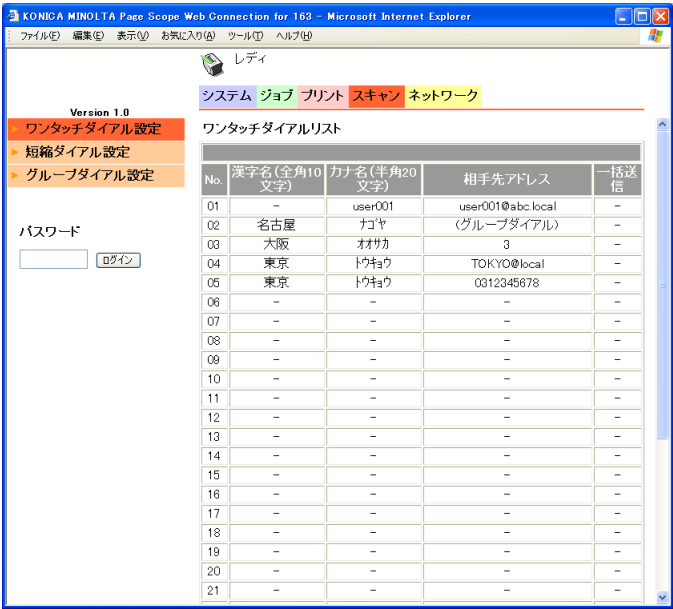 KONICA MINOLTA Page Scope Web Connection for 163 - Microsoft Internet Explorer
ファイル(F) 編集(E) 表示(V) お気に入り(A) ツール(T) ヘルプ(H)
レディ
システム ジョブ プリント スキャン ネットワーク
Version 1.0
ワンタッチダイアル設定
短縮ダイアル設定
グループダイアル設定
パスワード
ログイン
ワンタッチダイアルリスト
No. 漢字名(全角10文字) カナ名(半角20文字) 相手先アドレス 一括送信
01 - user001 user001@abc.local -
02 名古屋 ﾅｺﾞﾔ (グループダイアル) -
03 大阪 ｵｵｻｶ 3 -
04 東京 ﾄｳｷｮｳ TOKYO@local -
05 東京 ﾄｳｷｮｳ 0312345678 -
06 - - - -
07 - - - -
08 - - - -
09 - - - -
10 - - - -
11 - - - -
12 - - - -
13 - - - -
14 - - - -
15 - - - -
16 - - - -
17 - - - -
18 - - - -
19 - - - -
20 - - - -
21 - - - -